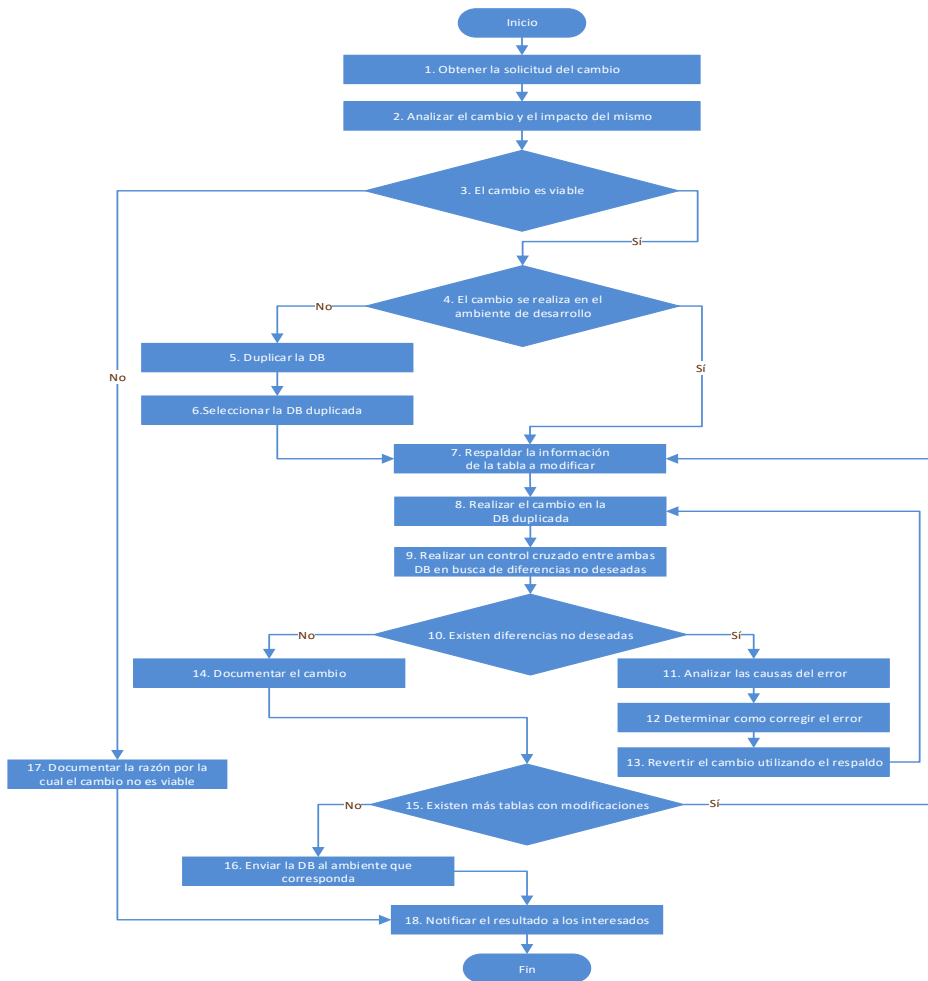 Inicio
1. Obtener la solicitud del cambio
2. Analizar el cambio y el impacto del mismo
3. El cambio es viable
Sí
4. El cambio se realiza en el
ambiente de desarrollo
No
5. Duplicar la DB
Sí
No
6.Seleccionar la DB duplicada
7. Respaldar la información
de la tabla a modificar
8. Realizar el cambio en la
DB duplicada
9. Realizar un control cruzado entre ambas
DB en busca de diferencias no deseadas
10. Existen diferencias no deseadas
No
Sí
14. Documentar el cambio
11. Analizar las causas del error
12 Determinar como corregir el error
13. Revertir el cambio utilizando el respaldo
17. Documentar la razón por la
cual el cambio no es viable
15. Existen más tablas con modificaciones
No
Sí
16. Enviar la DB al ambiente que
corresponda
18. Notificar el resultado a los interesados
Fin